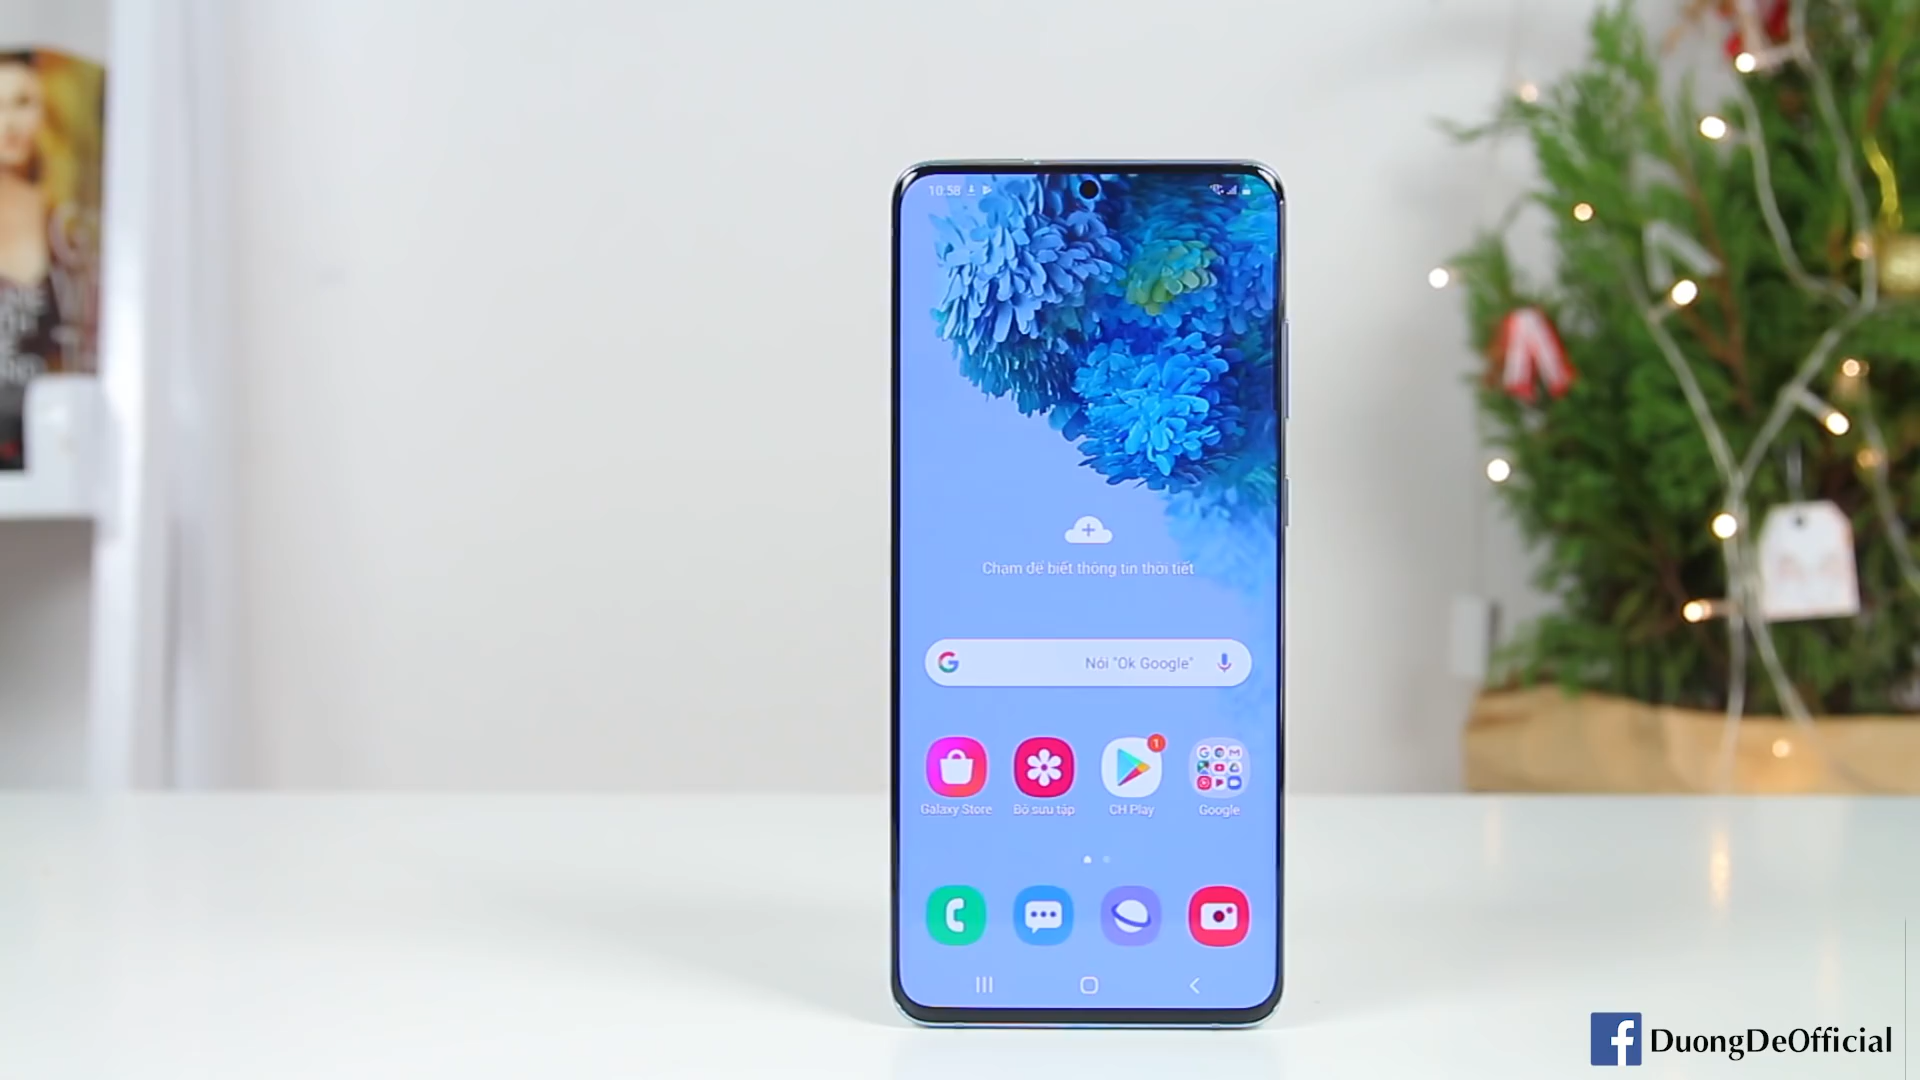 10:58
Chạm để biết thông tin thời tiết
Nói "Ok Google"
1
Galaxy Store
Bộ sưu tập
CH Play
Google
DuongDeOfficial